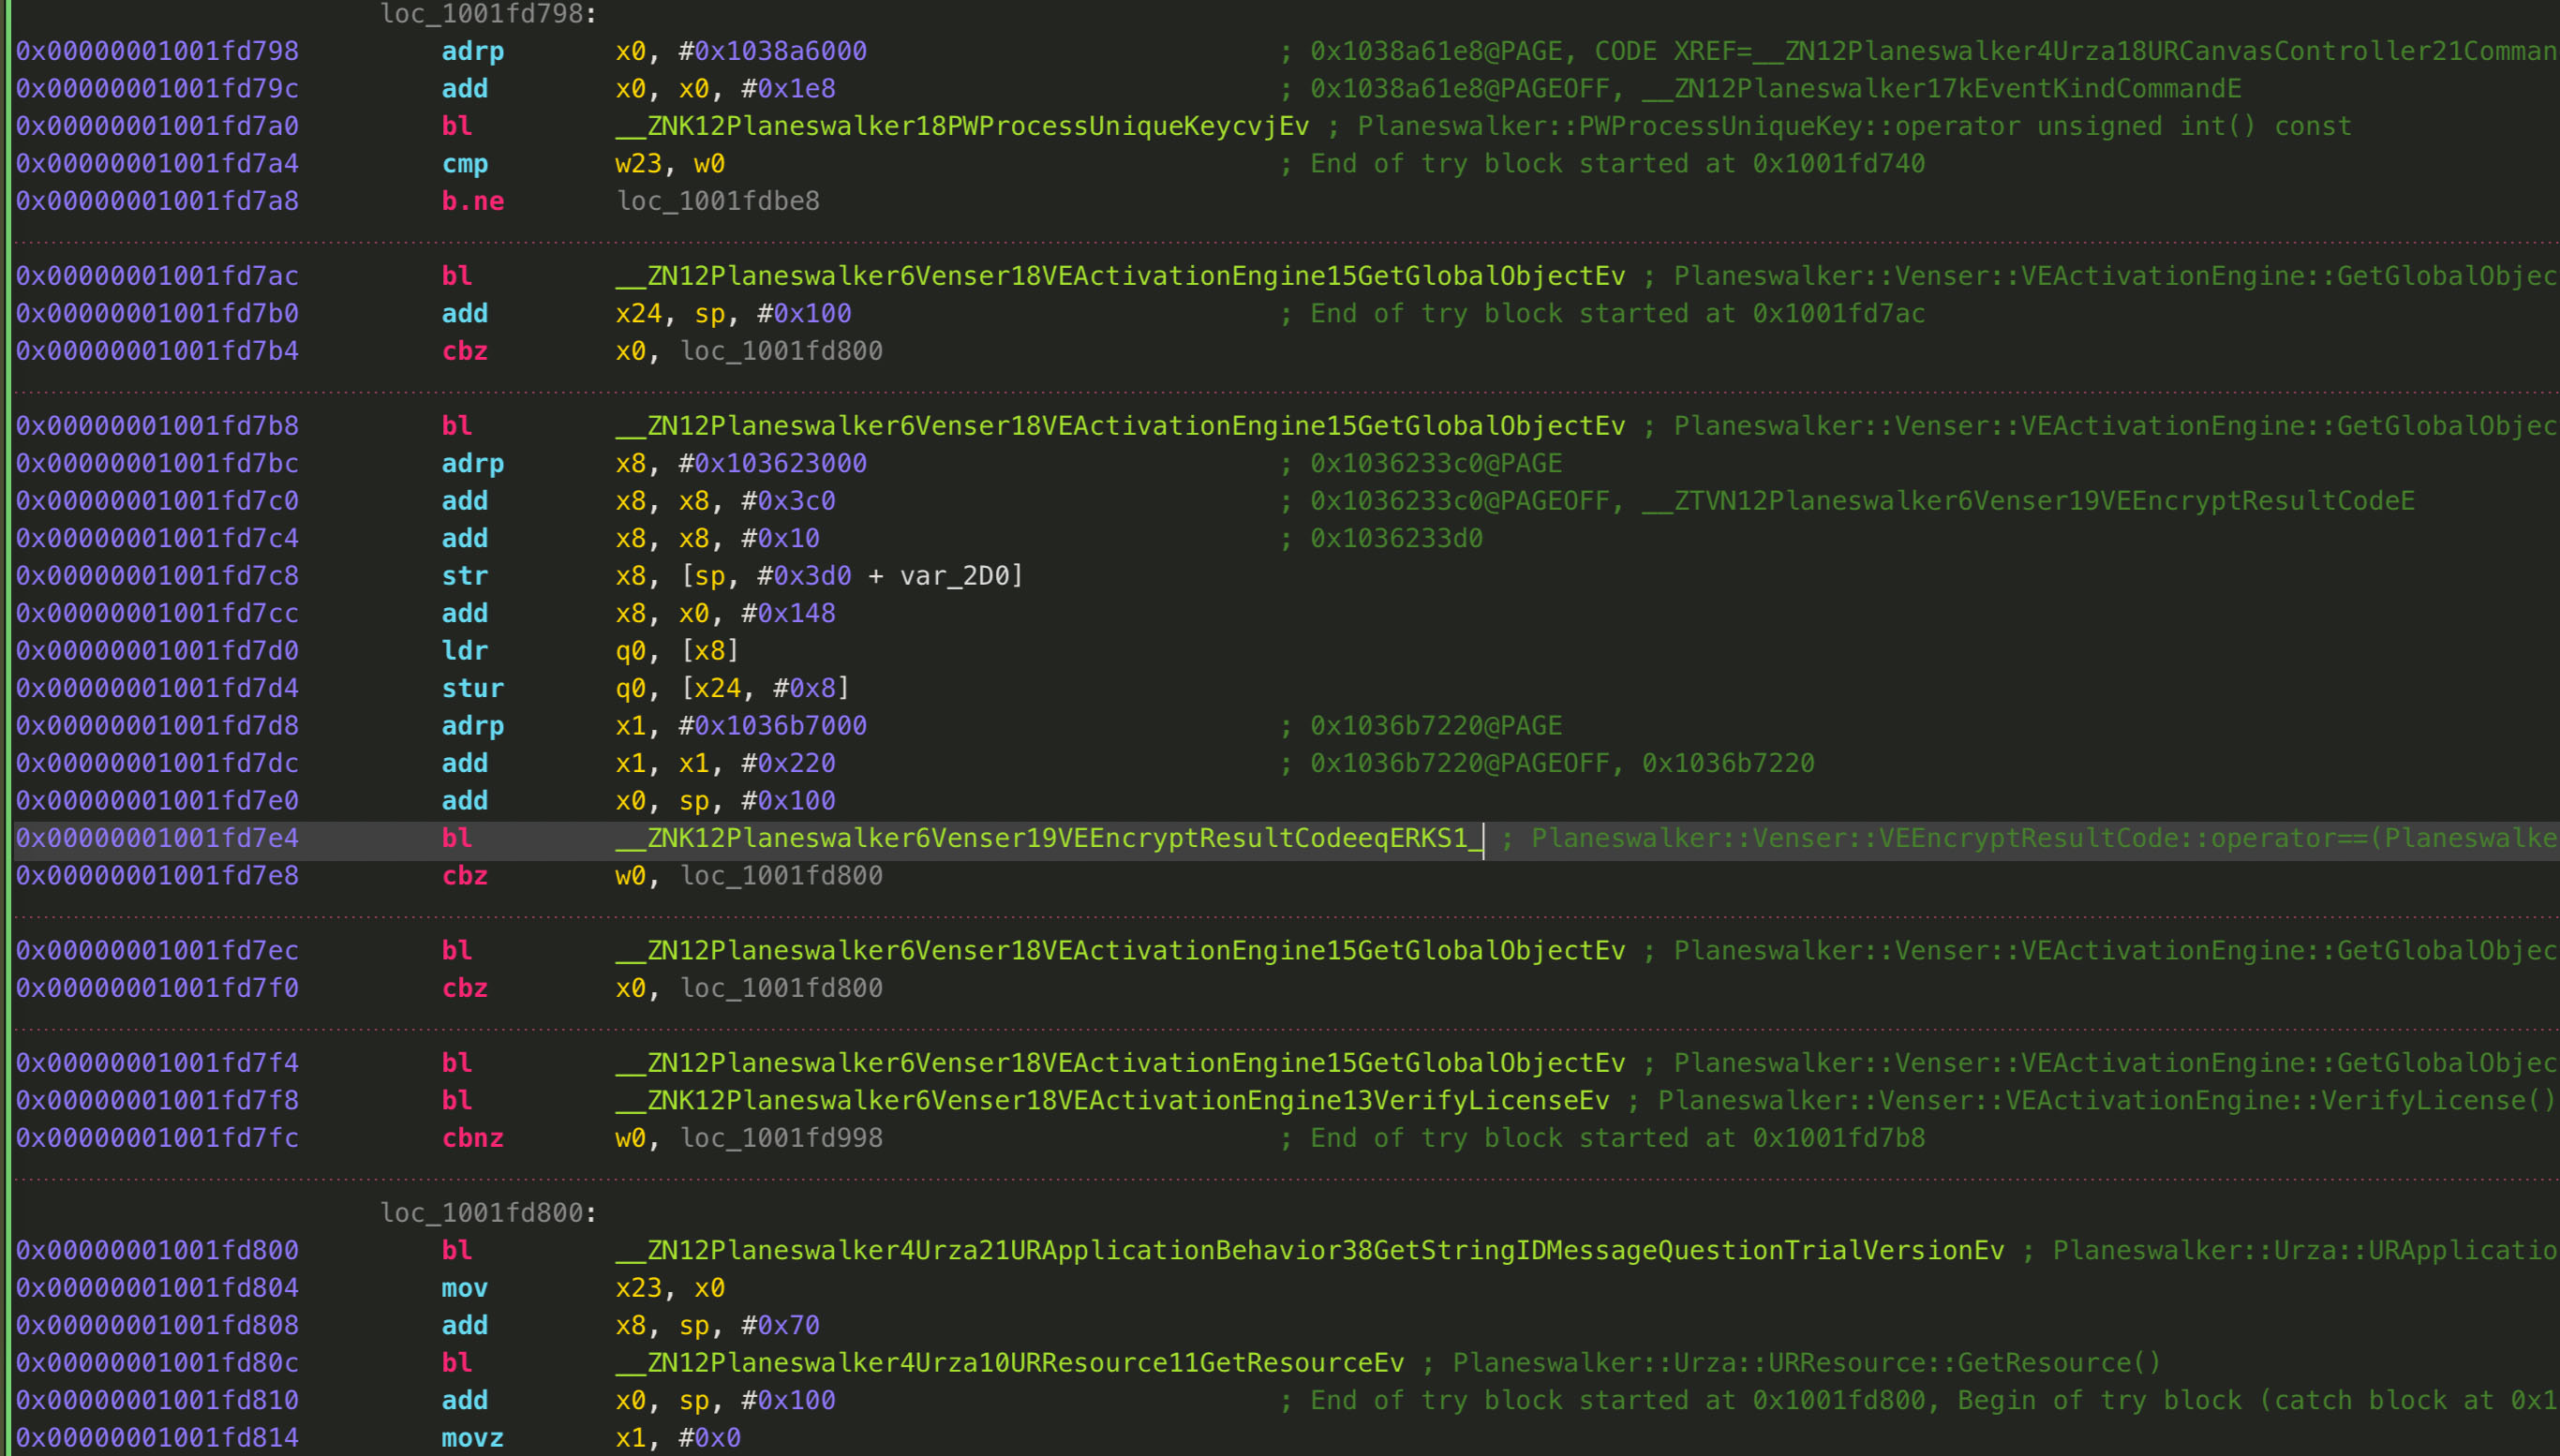 loc_1001fd798:
0x00000001001fd798 adrp x0, #0x1038a6000 ; 0x1038a61e8@PAGE, CODE XREF=__ZN12Planeswalker4Urza18URCanvasController21Comman
0x00000001001fd79c add x0, x0, #0x1e8 ; 0x1038a61e8@PAGEOFF, __ZN12Planeswalker17kEventKindCommandE
0x00000001001fd7a0 bl __ZNK12Planeswalker18PWProcessUniqueKeycvjEv ; Planeswalker::PWProcessUniqueKey::operator unsigned int() const
0x00000001001fd7a4 cmp w23, w0 ; End of try block started at 0x1001fd740
0x00000001001fd7a8 b.ne loc_1001fdbe8
0x00000001001fd7ac bl __ZN12Planeswalker6Venser18VEActivationEngine15GetGlobalObjectEv ; Planeswalker::Venser::VEActivationEngine::GetGlobalObjec
0x00000001001fd7b0 add x24, sp, #0x100 ; End of try block started at 0x1001fd7ac
0x00000001001fd7b4 cbz x0, loc_1001fd800
0x00000001001fd7b8 bl __ZN12Planeswalker6Venser18VEActivationEngine15GetGlobalObjectEv ; Planeswalker::Venser::VEActivationEngine::GetGlobalObjec
0x00000001001fd7bc adrp x8, #0x103623000 ; 0x1036233c0@PAGE
0x00000001001fd7c0 add x8, x8, #0x3c0 ; 0x1036233c0@PAGEOFF, __ZTVN12Planeswalker6Venser19VEEncryptResultCodeE
0x00000001001fd7c4 add x8, x8, #0x10 ; 0x1036233d0
0x00000001001fd7c8 str x8, [sp, #0x3d0 + var_2D0]
0x00000001001fd7cc add x8, x0, #0x148
0x00000001001fd7d0 ldr q0, [x8]
0x00000001001fd7d4 stur q0, [x24, #0x8]
0x00000001001fd7d8 adrp x1, #0x1036b7000 ; 0x1036b7220@PAGE
0x00000001001fd7dc add x1, x1, #0x220 ; 0x1036b7220@PAGEOFF, 0x1036b7220
0x00000001001fd7e0 add x0, sp, #0x100
0x00000001001fd7e4 bl __ZNK12Planeswalker6Venser19VEEncryptResultCodeeqERKS1_ ; Planeswalker::Venser::VEEncryptResultCode::operator==(Planeswalke
0x00000001001fd7e8 cbz w0, loc_1001fd800
0x00000001001fd7ec bl __ZN12Planeswalker6Venser18VEActivationEngine15GetGlobalObjectEv ; Planeswalker::Venser::VEActivationEngine::GetGlobalObjec
0x00000001001fd7f0 cbz x0, loc_1001fd800
0x00000001001fd7f4 bl __ZN12Planeswalker6Venser18VEActivationEngine15GetGlobalObjectEv ; Planeswalker::Venser::VEActivationEngine::GetGlobalObjec
0x00000001001fd7f8 bl __ZNK12Planeswalker6Venser18VEActivationEngine13VerifyLicenseEv ; Planeswalker::Venser::VEActivationEngine::VerifyLicense()
0x00000001001fd7fc cbnz w0, loc_1001fd998 ; End of try block started at 0x1001fd7b8
loc_1001fd800:
0x00000001001fd800 bl __ZN12Planeswalker4Urza21URApplicationBehavior38GetStringIDMessageQuestionTrialVersionEv ; Planeswalker::Urza::URApplicatio
0x00000001001fd804 mov x23, x0
0x00000001001fd808 add x8, sp, #0x70
0x00000001001fd80c bl __ZN12Planeswalker4Urza10URResource11GetResourceEv ; Planeswalker::Urza::URResource::GetResource()
0x00000001001fd810 add x0, sp, #0x100 ; End of try block started at 0x1001fd800, Begin of try block (catch block at 0x1
0x00000001001fd814 movz x1, #0x0